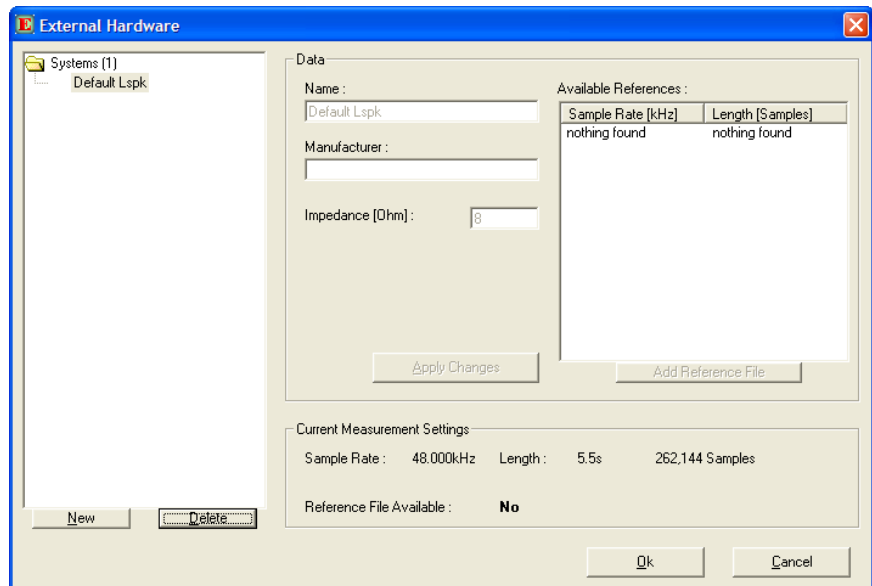 External Hardware
Systems (1)
Default Lspk
New
Delete
Data
Name :
Default Lspk
Manufacturer :
Impedance [Ohm] :
8
Apply Changes
Available References :
Sample Rate [kHz] Length [Samples]
nothing found nothing found
Add Reference File
Current Measurement Settings
Sample Rate : 48.000kHz Length : 5.5s 262,144 Samples
Reference File Available : No
Ok
Cancel